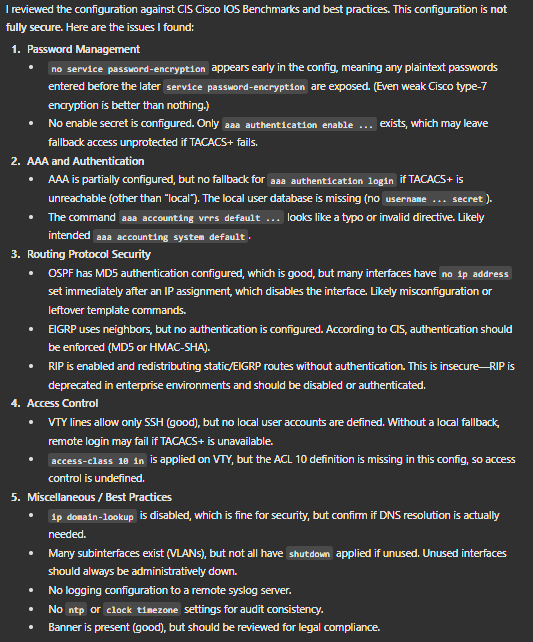 I reviewed the configuration against CIS Cisco IOS Benchmarks and best practices. This configuration is not
fully secure. Here are the issues I found:
1. Password Management
• no service password-encryption appears early in the config, meaning any plaintext passwords
entered before the later service password-encryption are exposed. (Even weak Cisco type-7
encryption is better than nothing.)
• No enable secret is configured. Only aaa authentication enable ... exists, which may leave
fallback access unprotected if TACACS+ fails.
2. AAA and Authentication
• AAA is partially configured, but no fallback for aaa authentication login if TACACS+ is
unreachable (other than "local"). The local user database is missing (no username ... secret ).
• The command aaa accounting vrrs default ... looks like a typo or invalid directive. Likely
intended aaa accounting system default .
3. Routing Protocol Security
• OSPF has MD5 authentication configured, which is good, but many interfaces have no ip address
set immediately after an IP assignment, which disables the interface. Likely misconfiguration or
leftover template commands.
• EIGRP uses neighbors, but no authentication is configured. According to CIS, authentication should
be enforced (MD5 or HMAC-SHA).
• RIP is enabled and redistributing static/EIGRP routes without authentication. This is insecure—RIP is
deprecated in enterprise environments and should be disabled or authenticated.
4. Access Control
• VTY lines allow only SSH (good), but no local user accounts are defined. Without a local fallback,
remote login may fail if TACACS+ is unavailable.
• access-class 10 in is applied on VTY, but the ACL 10 definition is missing in this config, so access
control is undefined.
5. Miscellaneous / Best Practices
• ip domain-lookup is disabled, which is fine for security, but confirm if DNS resolution is actually
needed.
• Many subinterfaces exist (VLANs), but not all have shutdown applied if unused. Unused interfaces
should always be administratively down.
• No logging configuration to a remote syslog server.
• No ntp or clock timezone settings for audit consistency.
• Banner is present (good), but should be reviewed for legal compliance.